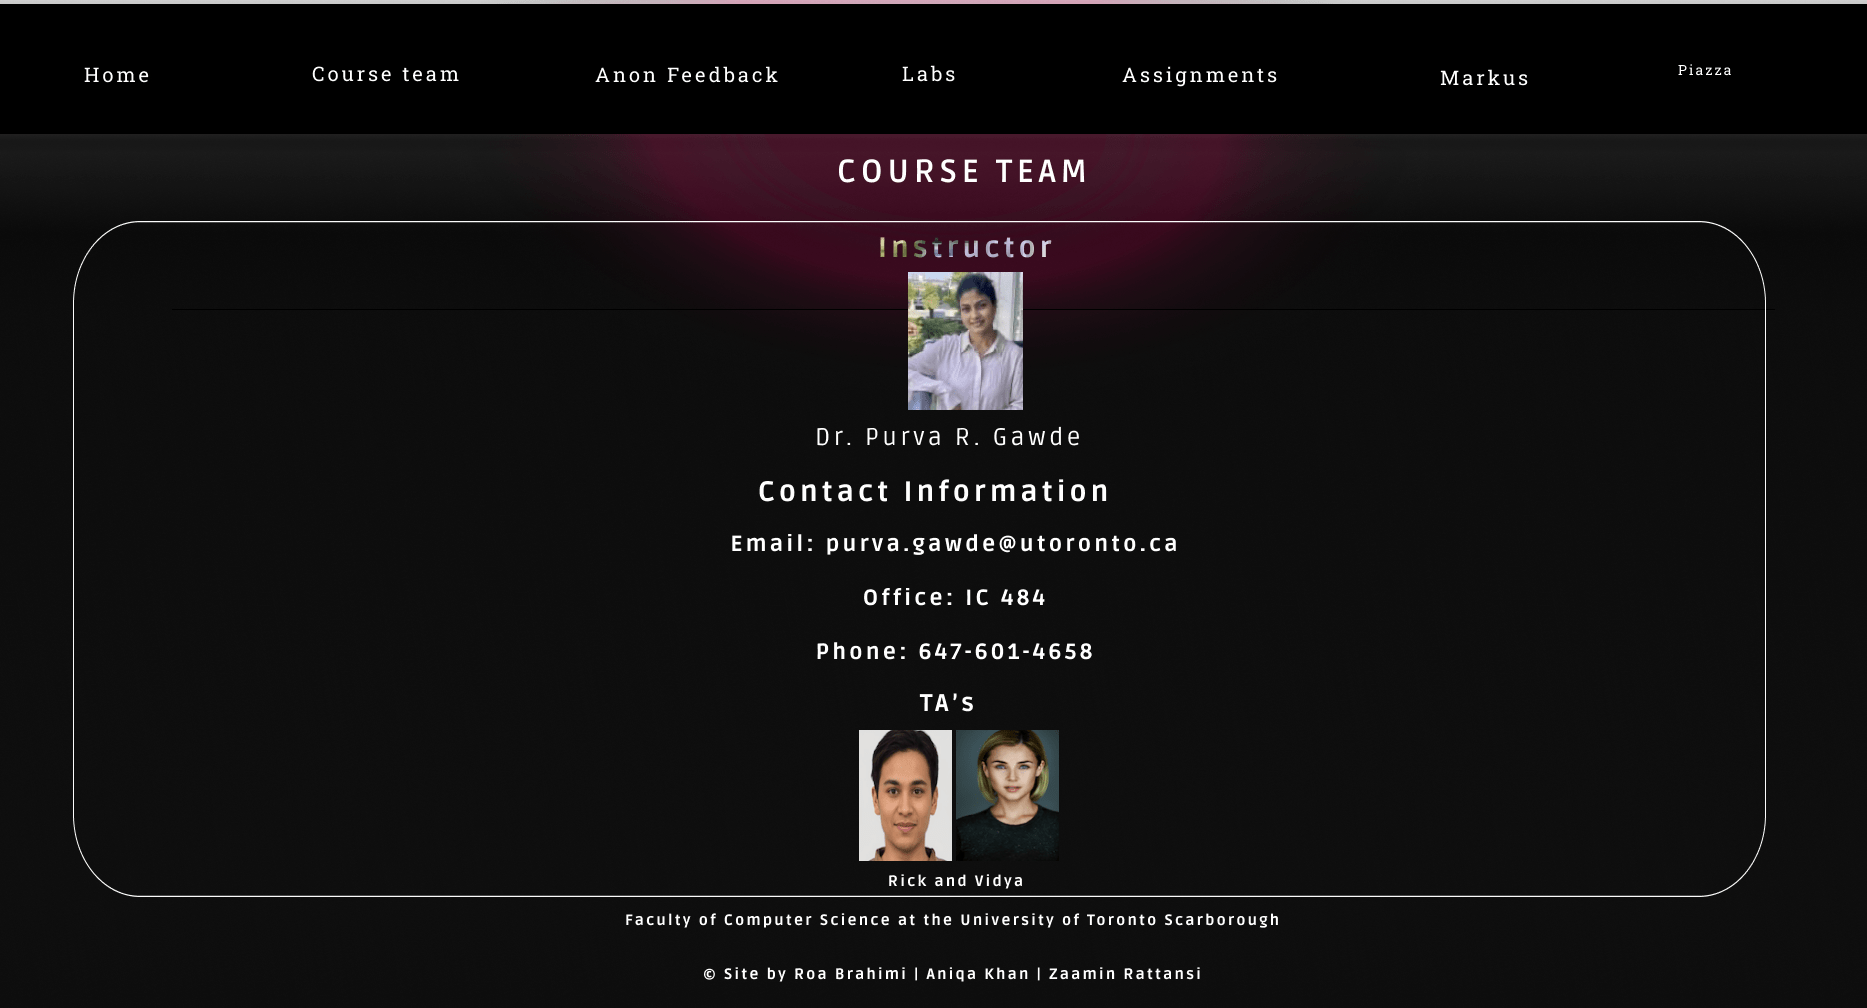 Home Course team Anon Feedback Labs Assignments Markus Piazza
COURSE TEAM
Instructor
Dr. Purva R. Gawde
Contact Information
Email: purva.gawde@utoronto.ca
Office: IC 484
Phone: 647-601-4658
TA's
Rick and Vidya
Faculty of Computer Science at the University of Toronto Scarborough
© Site by Roa Brahimi | Aniqa Khan | Zaamin Rattansi